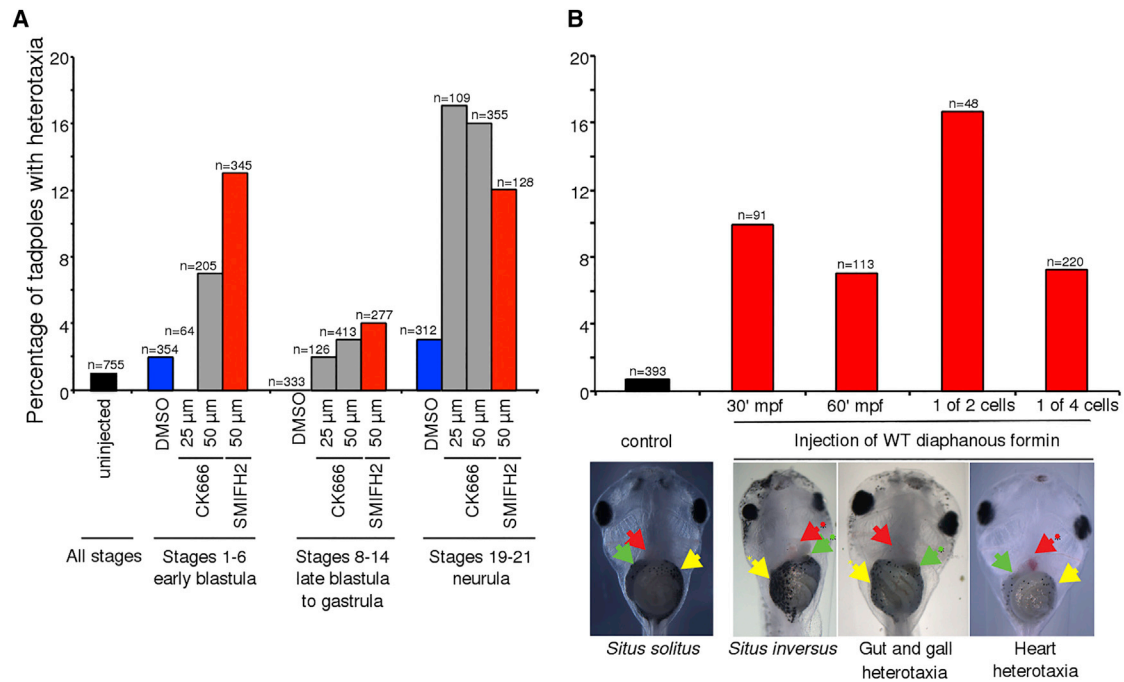 A
Percentage of tadpoles with heterotaxia
20
16
12
8
4
0
n=755
n=354
n=64
n=205
n=345
n=333
n=126
n=413
n=277
n=312
n=109
n=355
n=128
uninjected
DMSO
25 µm
50 µm
50 µm
DMSO
25 µm
50 µm
50 µm
DMSO
25 µm
50 µm
50 µm
CK666
SMIFH2
CK666
SMIFH2
CK666
SMIFH2
All stages
Stages 1-6
early blastula
Stages 8-14
late blastula
to gastrula
Stages 19-21
neurula
B
20
16
12
8
4
0
n=393
n=91
n=113
n=48
n=220
30' mpf
60' mpf
1 of 2 cells
1 of 4 cells
control
Injection of WT diaphanous formin
*
*
*
*
*
*
Situs solitus
Situs inversus
Gut and gall
heterotaxia
Heart
heterotaxia